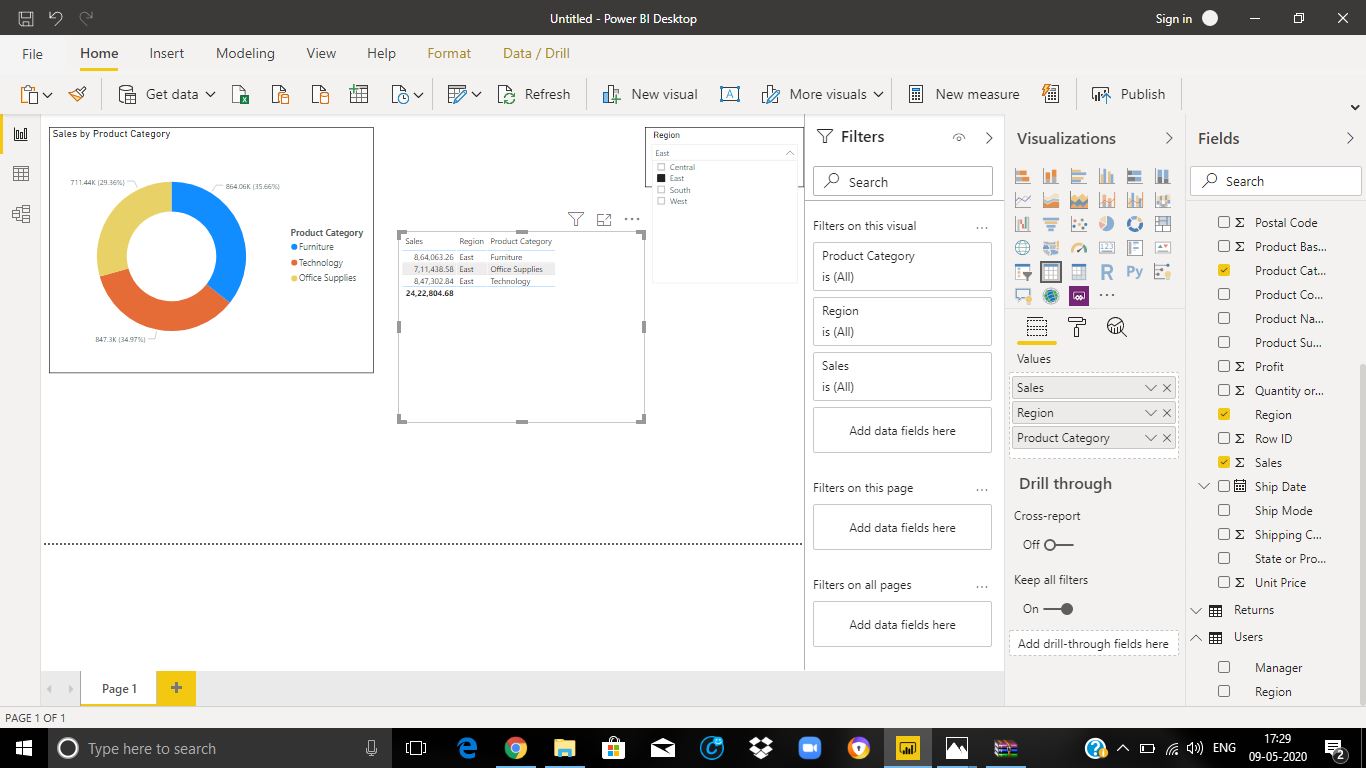 Untitled - Power BI Desktop
Sign in
File
Home
Insert
Modeling
View
Help
Format
Data / Drill
Get data
Refresh
New visual
More visuals
New measure
Publish
Sales by Product Category
711.44K (29.36%)
864.06K (35.66%)
847.3K (34.97%)
Product Category
Furniture
Technology
Office Supplies
Sales Region Product Category
8,64,063.26 East Furniture
7,11,438.58 East Office Supplies
8,47,302.84 East Technology
24,22,804.68
Region
East
Central
East
South
West
Filters
Search
Filters on this visual
Product Category
is (All)
Region
is (All)
Sales
is (All)
Add data fields here
Filters on this page
Add data fields here
Filters on all pages
Add data fields here
Visualizations
123
R
Py
Values
Sales
Region
Product Category
Drill through
Cross-report
Off
Keep all filters
On
Add drill-through fields here
Fields
Search
Postal Code
Product Bas...
Product Cat...
Product Co...
Product Na...
Product Su...
Profit
Quantity or...
Region
Row ID
Sales
Ship Date
Ship Mode
Shipping C...
State or Pro...
Unit Price
Returns
Users
Manager
Region
Page 1
PAGE 1 OF 1
Type here to search
ENG
17:29
09-05-2020
2